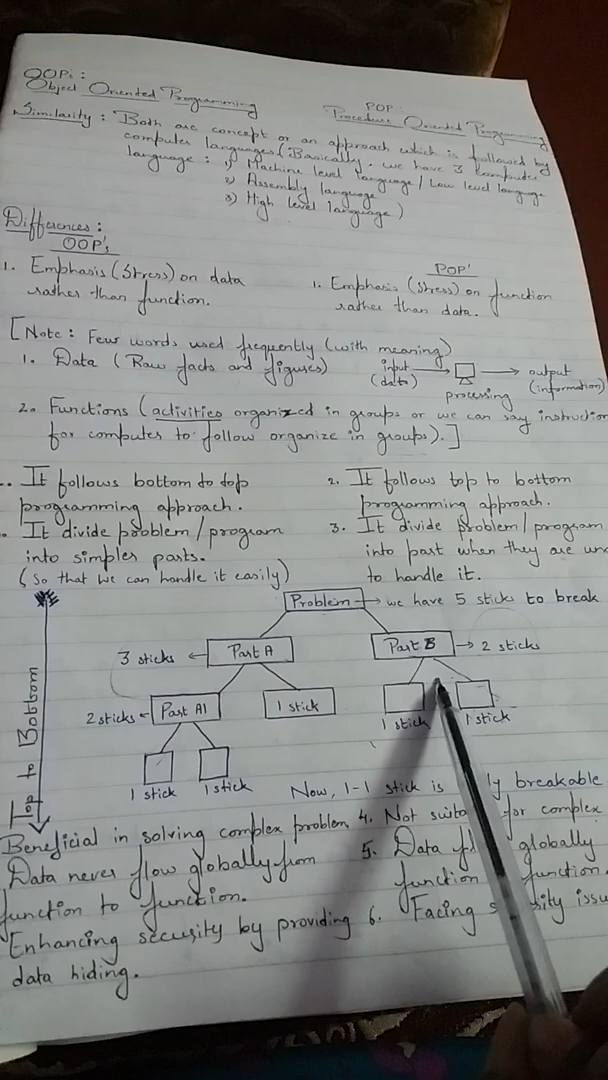 OOP's :
Object Oriented Programming
POP :
Procedure Oriented Programming
Similarity : Both are concept or an approach which is followed by
computer languages (Basically, we have 3 computer
language : 1) Machine level language / Low level language
2) Assembly language
3) High level language)
Differences :
OOP's
1. Emphasis (Stress) on data
rather than function.
POP'
1. Emphasis (Stress) on function
rather than data.
[Note : Few words used frequently (with meaning)
1. Data (Raw facts and figures)
input
(data)
processing
output
(information)
2. Functions (activities organized in groups or we can say instruction
for computer to follow organize in groups).]
. It follows bottom to top
programming approach.
2. It follows top to bottom
programming approach.
. It divide problem / program
into simpler parts.
(So that we can handle it easily)
3. It divide problem / program
into part when they are
to handle it.
Problem → we have 5 sticks to break
3 sticks ← Part A
Part B → 2 sticks
2 sticks ← Part A1
1 stick
1 stick
1 stick
1 stick
1 stick
Top to Bottom
Now, 1-1 stick is breakable
Beneficial in solving complex problem
4. Not for complex
Data never flow globally from
function to function.
5. Data globally
function function.
Enhancing security by providing
data hiding.
6. Facing